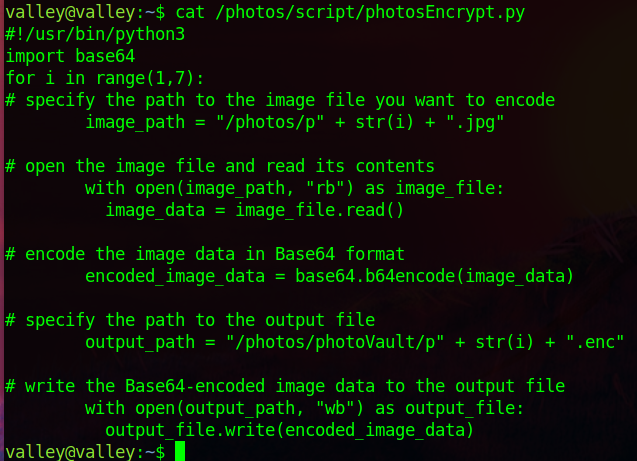 valley@valley:~$ cat /photos/script/photosEncrypt.py
#!/usr/bin/python3
import base64
for i in range(1,7):
# specify the path to the image file you want to encode
        image_path = "/photos/p" + str(i) + ".jpg"

# open the image file and read its contents
        with open(image_path, "rb") as image_file:
          image_data = image_file.read()

# encode the image data in Base64 format
        encoded_image_data = base64.b64encode(image_data)

# specify the path to the output file
        output_path = "/photos/photoVault/p" + str(i) + ".enc"

# write the Base64-encoded image data to the output file
        with open(output_path, "wb") as output_file:
          output_file.write(encoded_image_data)
valley@valley:~$